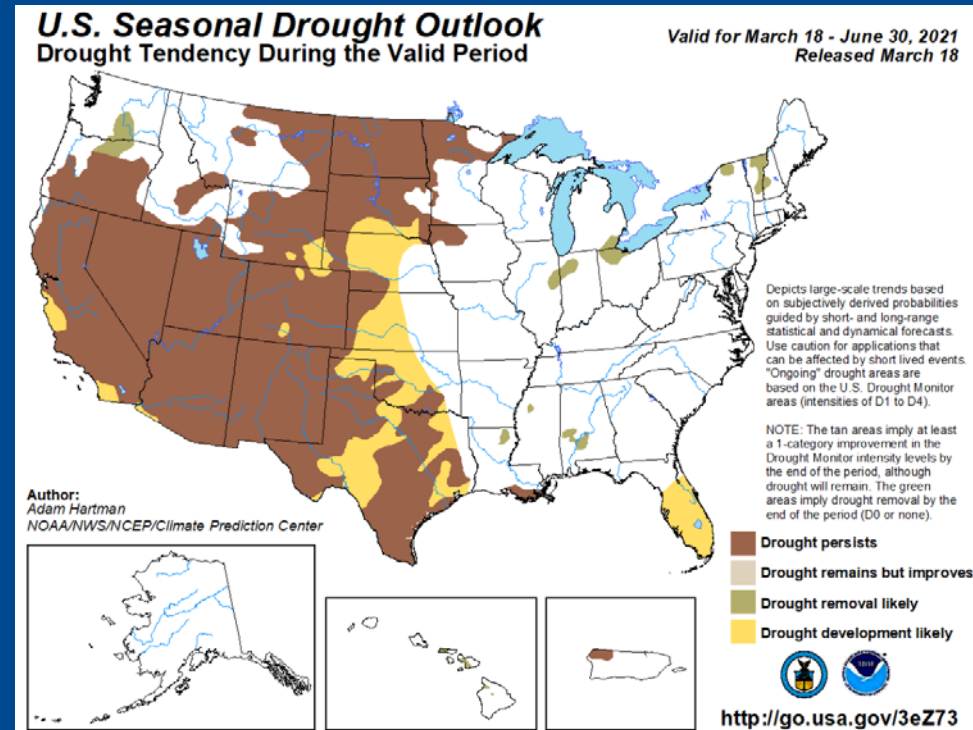 U.S. Seasonal Drought Outlook
Drought Tendency During the Valid Period
Valid for March 18 - June 30, 2021
Released March 18
Depicts large-scale trends based
on subjectively derived probabilities
guided by short- and long-range
statistical and dynamical forecasts.
Use caution for applications that
can be affected by short lived events.
"Ongoing" drought areas are
based on the U.S. Drought Monitor
areas (intensities of D1 to D4).
NOTE: The tan areas imply at least
a 1-category improvement in the
Drought Monitor intensity levels by
the end of the period, although
drought will remain. The green
areas imply drought removal by the
end of the period (D0 or none).
Author:
Adam Hartman
NOAA/NWS/NCEP/Climate Prediction Center
Drought persists
Drought remains but improves
Drought removal likely
Drought development likely
http://go.usa.gov/3eZ73